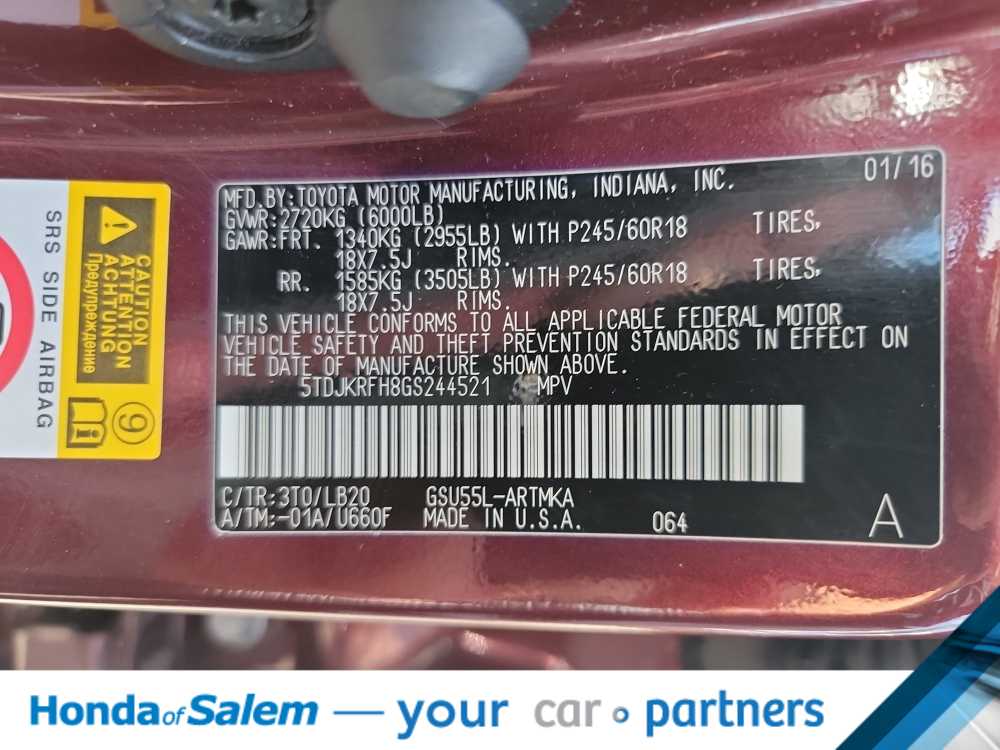 MFD.BY:TOYOTA MOTOR MANUFACTURING, INDIANA, INC. 01/16
GVWR:2720KG (6000LB)
GAWR:FRT. 1340KG (2955LB) WITH P245/60R18 TIRES,
18X7.5J RIMS.
RR. 1585KG (3505LB) WITH P245/60R18 TIRES,
18X7.5J RIMS.
THIS VEHICLE CONFORMS TO ALL APPLICABLE FEDERAL MOTOR
VEHICLE SAFETY AND THEFT PREVENTION STANDARDS IN EFFECT ON
THE DATE OF MANUFACTURE SHOWN ABOVE.
5TDJKRFH8GS244521 MPV
C/TR:3T0/LB20 GSU55L-ARTMKA
A/TM:-01A/U660F MADE IN U.S.A. 064 A
CAUTION
ATTENTION
ACHTUNG
Предупреждение
9
SRS SIDE AIRBAG
Honda of Salem — your car partners